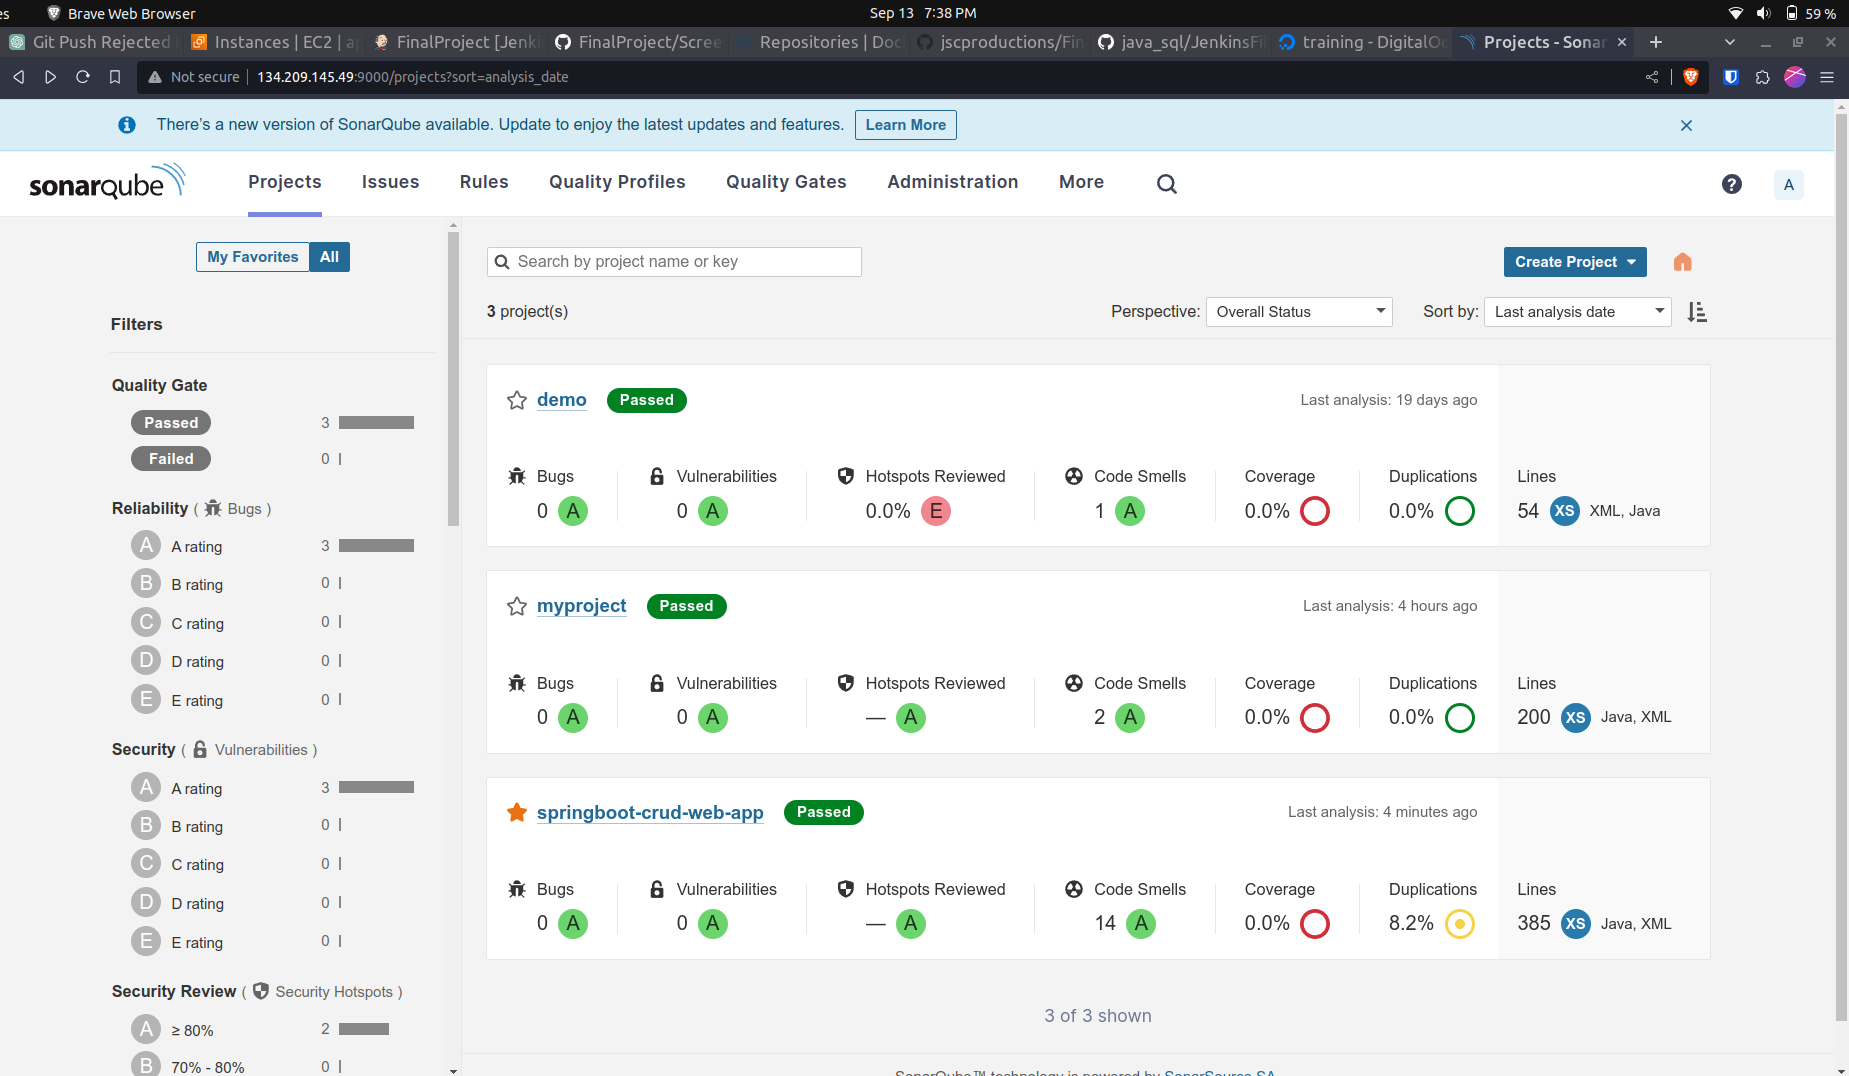 es
Brave Web Browser
Sep 13 7:38 PM
59 %
Git Push Rejected
Instances | EC2 | a
FinalProject [Jenki
FinalProject/Scree
Repositories | Doc
jscproductions/Fin
java_sql/JenkinsFi
training - DigitalOc
Projects - Sonar
Not secure
134.209.145.49:9000/projects?sort=analysis_date
There's a new version of SonarQube available. Update to enjoy the latest updates and features.
Learn More
sonarqube
Projects
Issues
Rules
Quality Profiles
Quality Gates
Administration
More
A
My Favorites
All
Search by project name or key
Create Project
3 project(s)
Perspective:
Overall Status
Sort by:
Last analysis date
Filters
Quality Gate
Passed 3
Failed 0
Reliability ( Bugs )
A A rating 3
B B rating 0
C C rating 0
D D rating 0
E E rating 0
Security ( Vulnerabilities )
A A rating 3
B B rating 0
C C rating 0
D D rating 0
E E rating 0
Security Review ( Security Hotspots )
A ≥ 80% 2
B 70% - 80% 0
demo Passed Last analysis: 19 days ago
Bugs Vulnerabilities Hotspots Reviewed Code Smells Coverage Duplications Lines
0 A 0 A 0.0% E 1 A 0.0% 0.0% 54 XS XML, Java
myproject Passed Last analysis: 4 hours ago
Bugs Vulnerabilities Hotspots Reviewed Code Smells Coverage Duplications Lines
0 A 0 A — A 2 A 0.0% 0.0% 200 XS Java, XML
springboot-crud-web-app Passed Last analysis: 4 minutes ago
Bugs Vulnerabilities Hotspots Reviewed Code Smells Coverage Duplications Lines
0 A 0 A — A 14 A 0.0% 8.2% 385 XS Java, XML
3 of 3 shown
SonarQube™ technology is powered by SonarSource SA